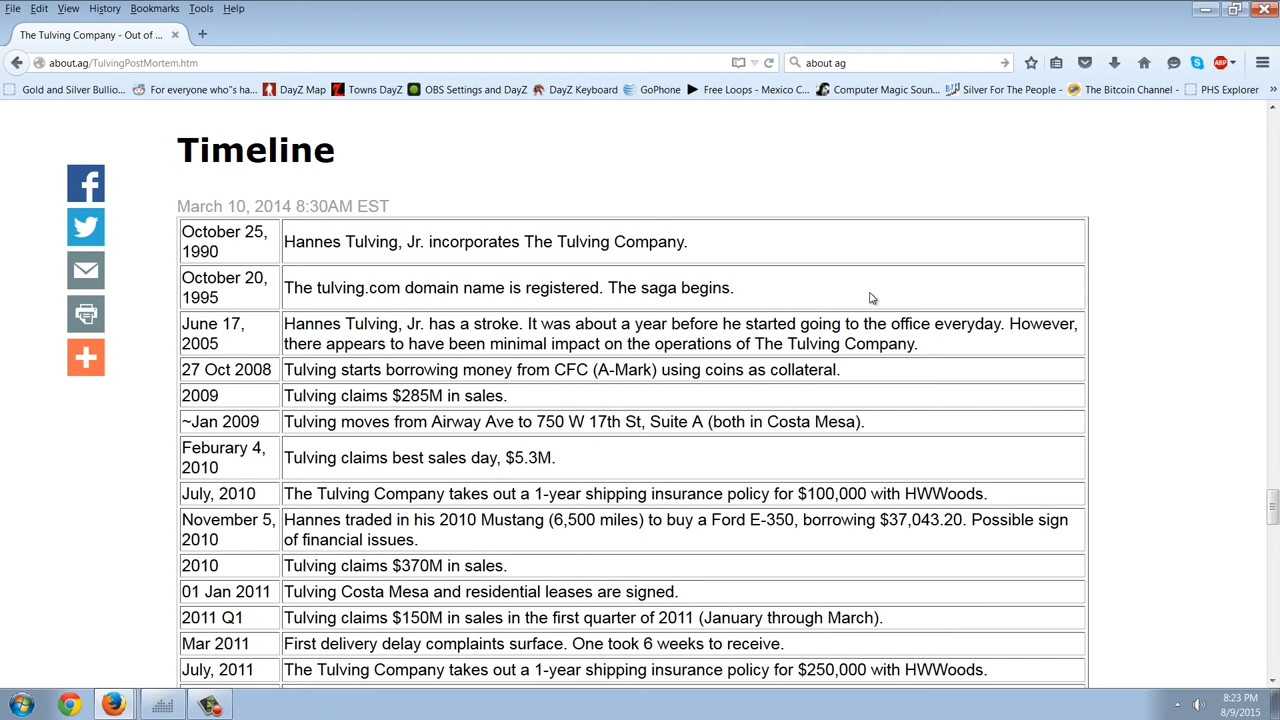 File Edit View History Bookmarks Tools Help
The Tulving Company - Out of ...
about.ag/TulvingPostMortem.htm
about ag
ABP
Gold and Silver Bullio... For everyone who's ha... DayZ Map Towns DayZ OBS Settings and DayZ DayZ Keyboard GoPhone Free Loops - Mexico C... Computer Magic Soun... Silver For The People - ... The Bitcoin Channel - ... PHS Explorer
Timeline
March 10, 2014 8:30AM EST
October 25,
1990
Hannes Tulving, Jr. incorporates The Tulving Company.
October 20,
1995
The tulving.com domain name is registered. The saga begins.
June 17,
2005
Hannes Tulving, Jr. has a stroke. It was about a year before he started going to the office everyday. However,
there appears to have been minimal impact on the operations of The Tulving Company.
27 Oct 2008 Tulving starts borrowing money from CFC (A-Mark) using coins as collateral.
2009 Tulving claims $285M in sales.
~Jan 2009 Tulving moves from Airway Ave to 750 W 17th St, Suite A (both in Costa Mesa).
Feburary 4,
2010
Tulving claims best sales day, $5.3M.
July, 2010 The Tulving Company takes out a 1-year shipping insurance policy for $100,000 with HWWoods.
November 5,
2010
Hannes traded in his 2010 Mustang (6,500 miles) to buy a Ford E-350, borrowing $37,043.20. Possible sign
of financial issues.
2010 Tulving claims $370M in sales.
01 Jan 2011 Tulving Costa Mesa and residential leases are signed.
2011 Q1 Tulving claims $150M in sales in the first quarter of 2011 (January through March).
Mar 2011 First delivery delay complaints surface. One took 6 weeks to receive.
July, 2011 The Tulving Company takes out a 1-year shipping insurance policy for $250,000 with HWWoods.
8:23 PM
8/9/2015